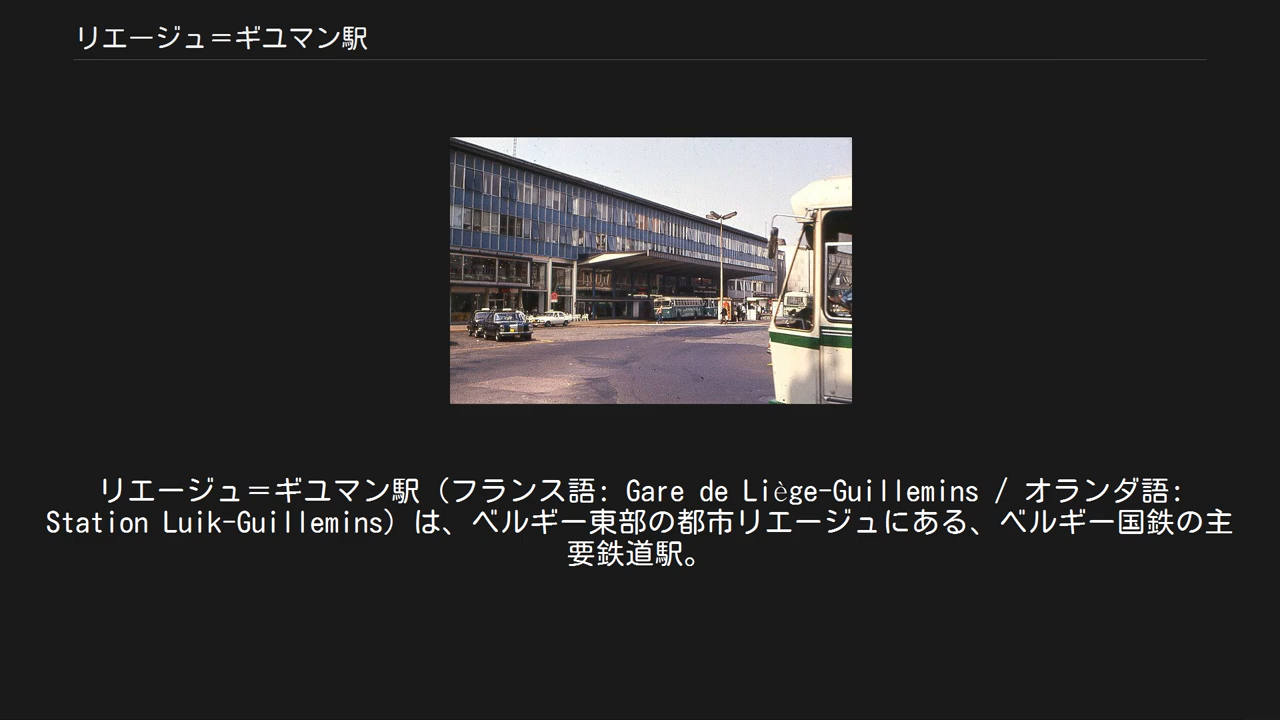 リエージュ＝ギユマン駅
リエージュ＝ギユマン駅（フランス語: Gare de Liège-Guillemins / オランダ語:
Station Luik-Guillemins）は、ベルギー東部の都市リエージュにある、ベルギー国鉄の主
要鉄道駅。